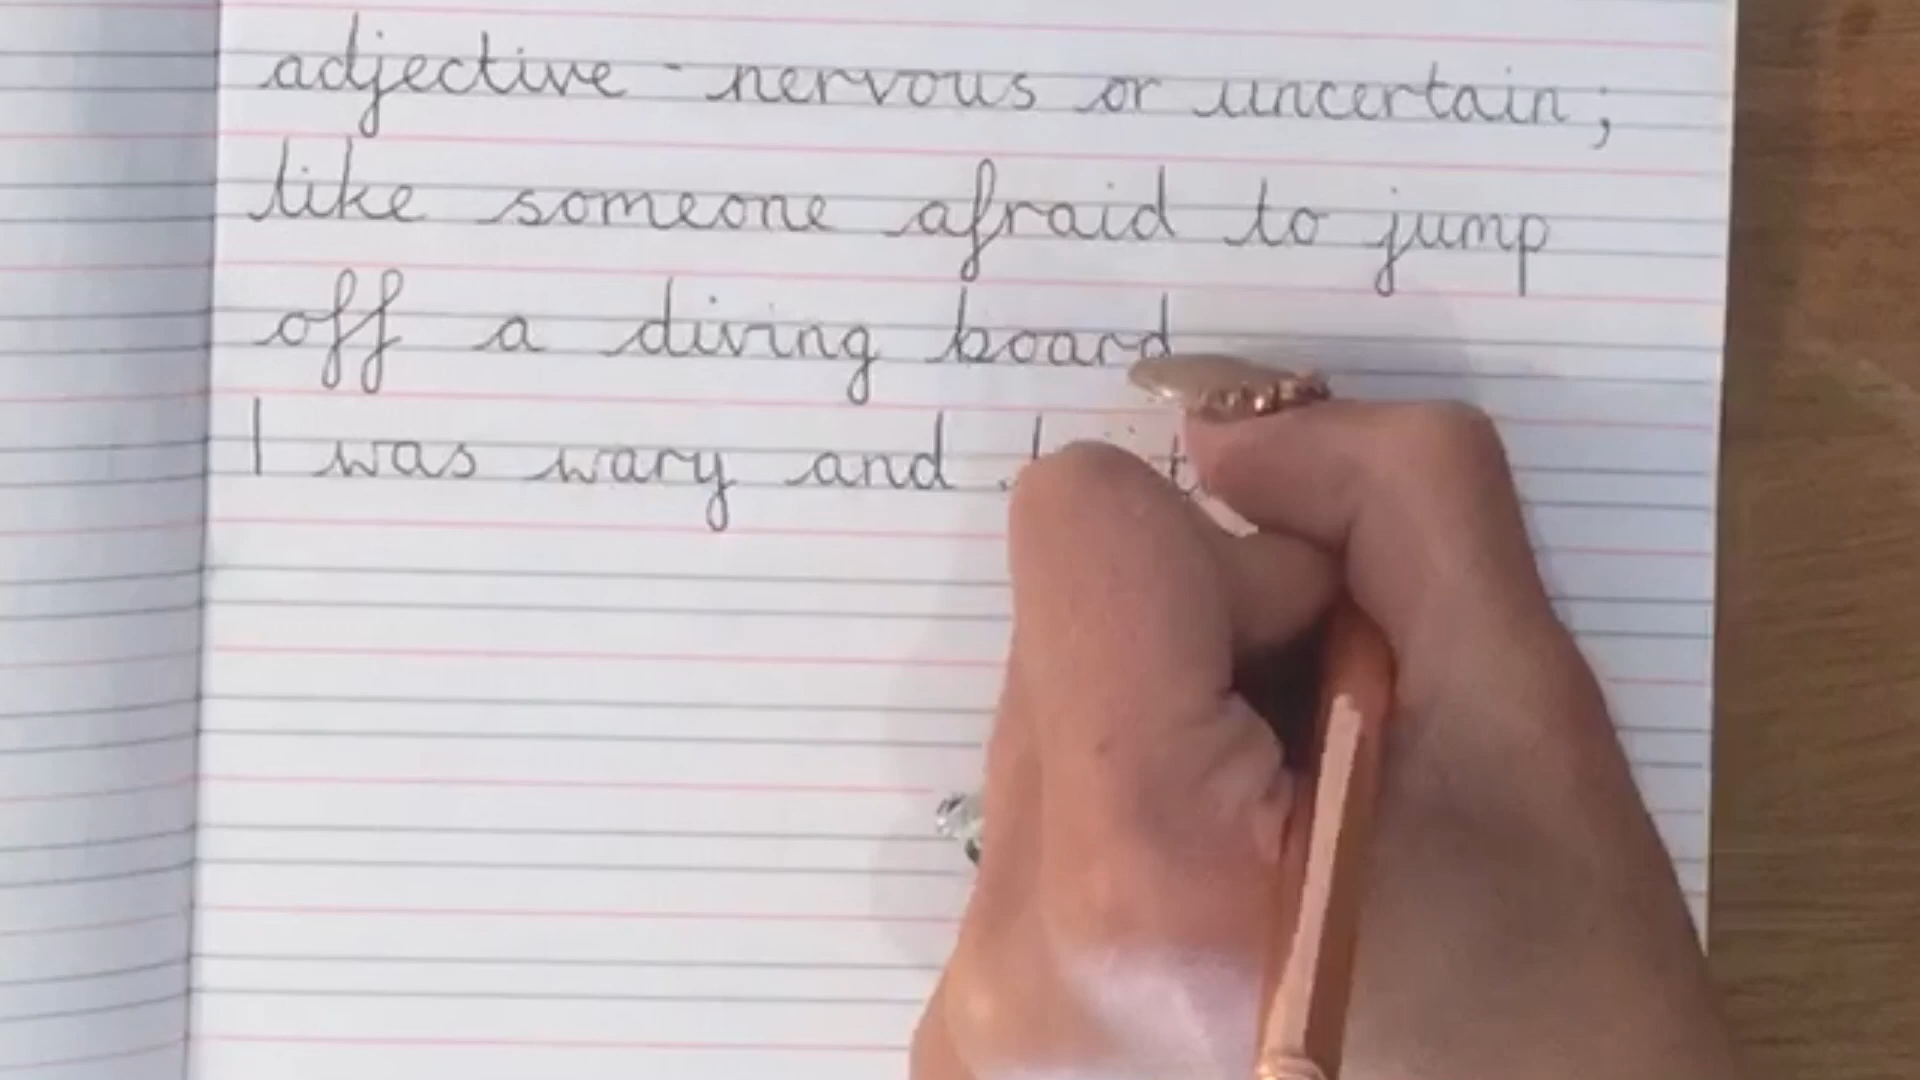 adjective - nervous or uncertain;
like someone afraid to jump
off a diving board
I was wary and